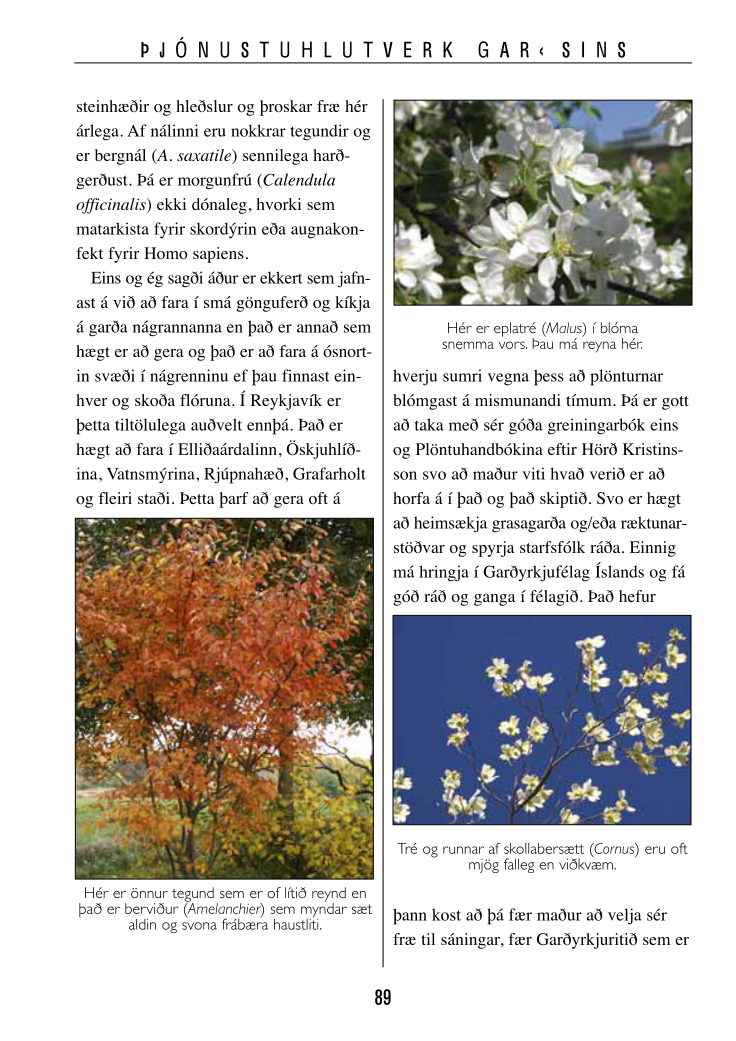 ÞJÓNUSTUHLUTVERK GAR‹SINS
steinhæðir og hleðslur og þroskar fræ hér
árlega. Af nálinni eru nokkrar tegundir og
er bergnál (A. saxatile) sennilega harð-
gerðust. Þá er morgunfrú (Calendula
officinalis) ekki dónaleg, hvorki sem
matarkista fyrir skordýrin eða augnakon-
fekt fyrir Homo sapiens.
Eins og ég sagði áður er ekkert sem jafn-
ast á við að fara í smá gönguferð og kíkja
á garða nágrannanna en það er annað sem
hægt er að gera og það er að fara á ósnort-
in svæði í nágrenninu ef þau finnast ein-
hver og skoða flóruna. Í Reykjavík er
þetta tiltölulega auðvelt ennþá. Það er
hægt að fara í Elliðaárdalinn, Öskjuhlíð-
ina, Vatnsmýrina, Rjúpnahæð, Grafarholt
og fleiri staði. Þetta þarf að gera oft á
Hér er önnur tegund sem er of lítið reynd en
það er berviður (Amelanchier) sem myndar sæt
aldin og svona frábæra haustliti.
Hér er eplatré (Malus) í blóma
snemma vors. Þau má reyna hér.
hverju sumri vegna þess að plönturnar
blómgast á mismunandi tímum. Þá er gott
að taka með sér góða greiningarbók eins
og Plöntuhandbókina eftir Hörð Kristins-
son svo að maður viti hvað verið er að
horfa á í það og það skiptið. Svo er hægt
að heimsækja grasagarða og/eða ræktunar-
stöðvar og spyrja starfsfólk ráða. Einnig
má hringja í Garðyrkjufélag Íslands og fá
góð ráð og ganga í félagið. Það hefur
Tré og runnar af skollabersætt (Cornus) eru oft
mjög falleg en viðkvæm.
þann kost að þá fær maður að velja sér
fræ til sáningar, fær Garðyrkjuritið sem er
89